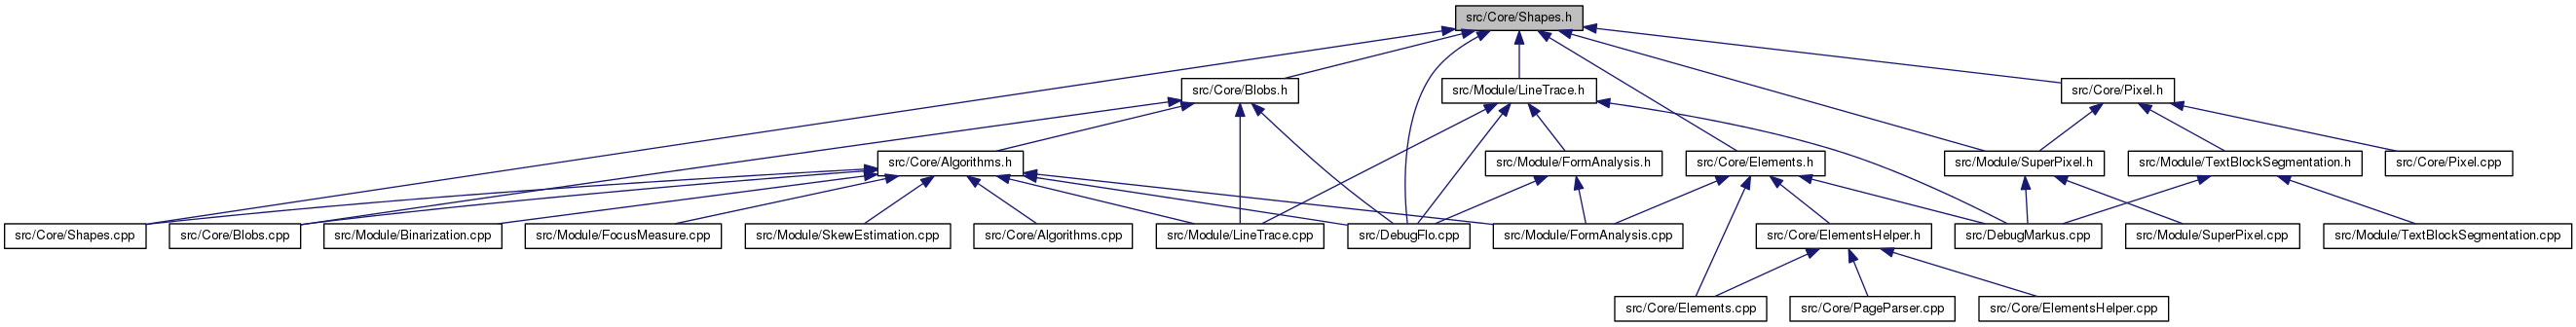 src/Core/Shapes.h
src/Core/Blobs.h
src/Module/LineTrace.h
src/Core/Pixel.h
src/Core/Algorithms.h
src/Module/FormAnalysis.h
src/Core/Elements.h
src/Module/SuperPixel.h
src/Module/TextBlockSegmentation.h
src/Core/Pixel.cpp
src/Core/Shapes.cpp
src/Core/Blobs.cpp
src/Module/Binarization.cpp
src/Module/FocusMeasure.cpp
src/Module/SkewEstimation.cpp
src/Core/Algorithms.cpp
src/Module/LineTrace.cpp
src/DebugFlo.cpp
src/Module/FormAnalysis.cpp
src/Core/ElementsHelper.h
src/DebugMarkus.cpp
src/Module/SuperPixel.cpp
src/Module/TextBlockSegmentation.cpp
src/Core/Elements.cpp
src/Core/PageParser.cpp
src/Core/ElementsHelper.cpp